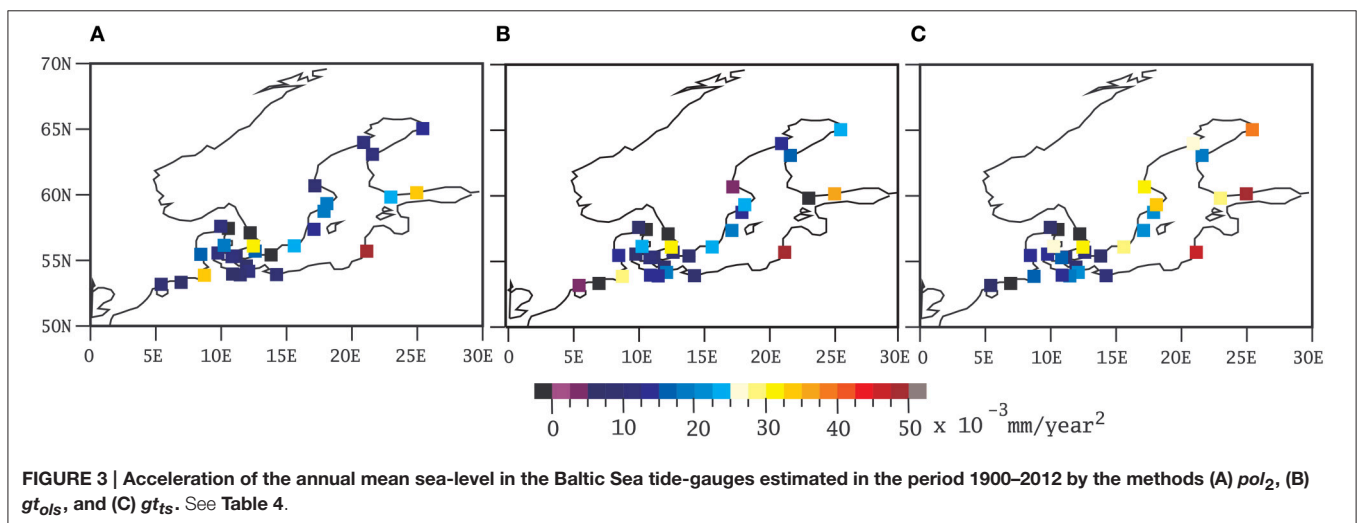 A B C
70N
65N
60N
55N
50N
0 5E 10E 15E 20E 25E 30E 0 5E 10E 15E 20E 25E 30E 0 5E 10E 15E 20E 25E 30E
0 10 20 30 40 50 x 10 -3 mm/year2
FIGURE 3 | Acceleration of the annual mean sea-level in the Baltic Sea tide-gauges estimated in the period 1900–2012 by the methods (A) pol2, (B)
gtols, and (C) gtts. See Table 4.